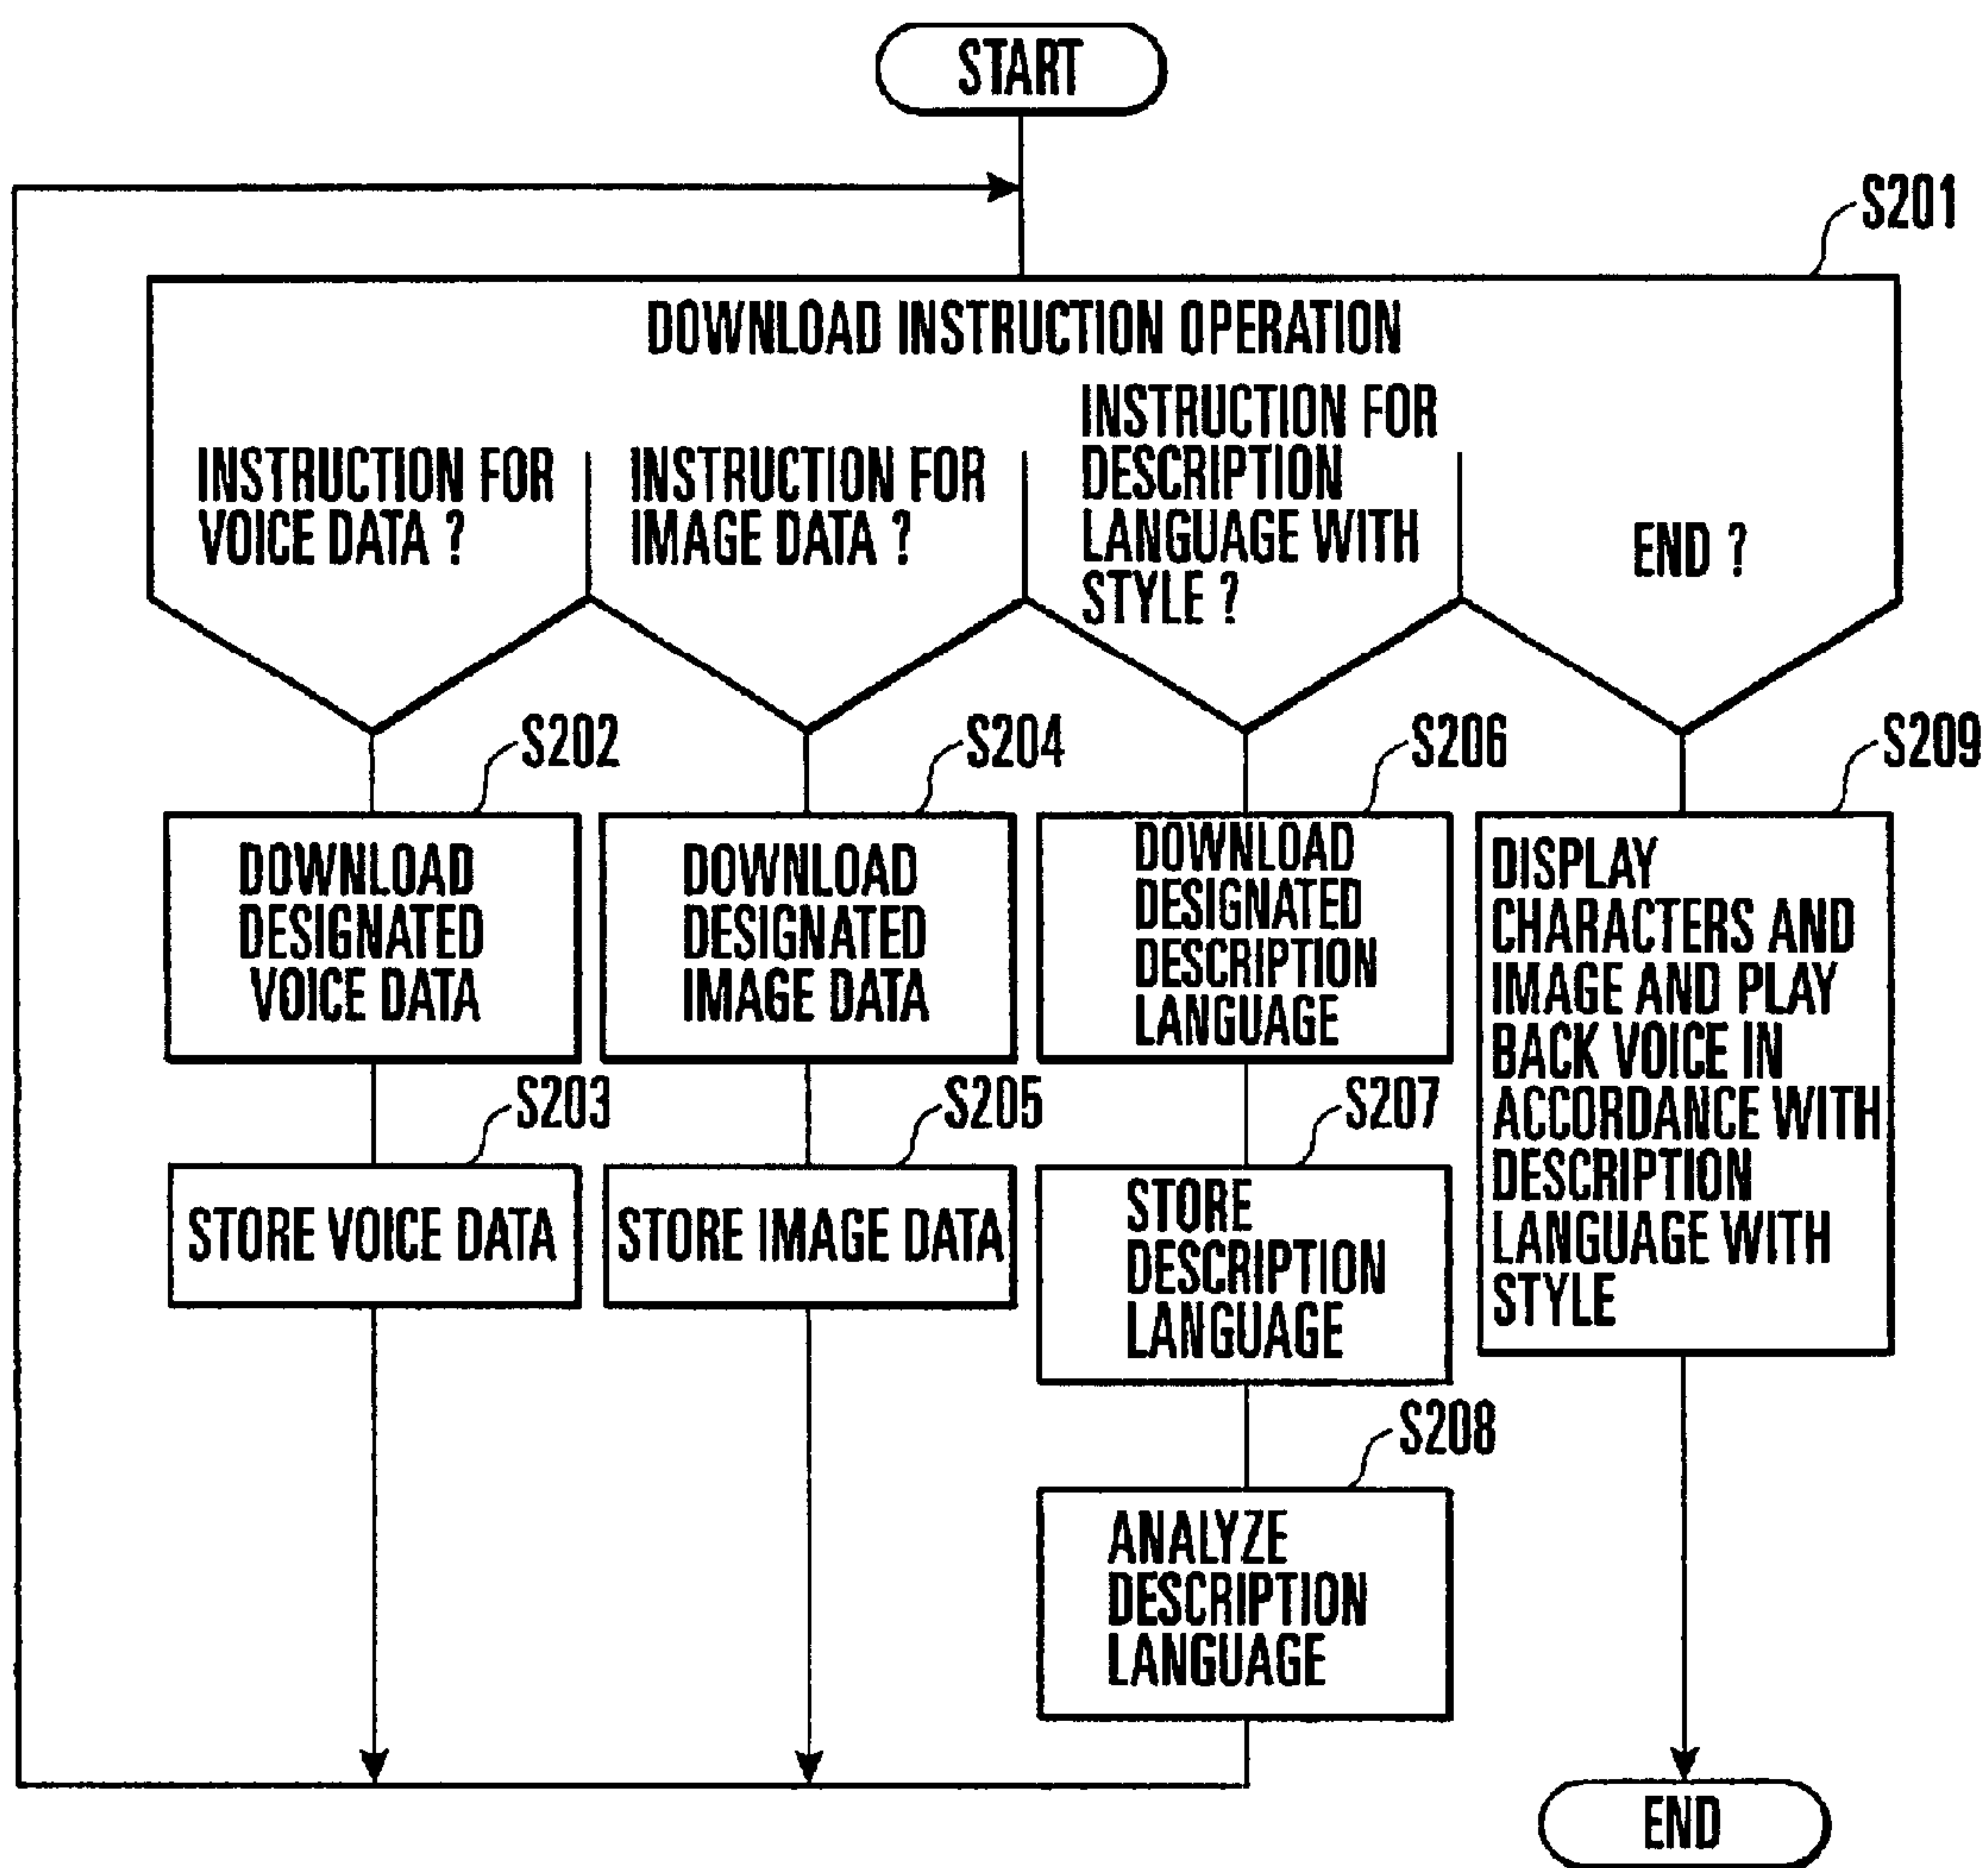 START
S201
DOWNLOAD INSTRUCTION OPERATION
INSTRUCTION FOR
VOICE DATA ?
INSTRUCTION FOR
IMAGE DATA ?
INSTRUCTION FOR
DESCRIPTION
LANGUAGE WITH
STYLE ?
END ?
S202
DOWNLOAD
DESIGNATED
VOICE DATA
S203
STORE VOICE DATA
S204
DOWNLOAD
DESIGNATED
IMAGE DATA
S205
STORE IMAGE DATA
S206
DOWNLOAD
DESIGNATED
DESCRIPTION
LANGUAGE
S207
STORE
DESCRIPTION
LANGUAGE
S208
ANALYZE
DESCRIPTION
LANGUAGE
S209
DISPLAY
CHARACTERS AND
IMAGE AND PLAY
BACK VOICE IN
ACCORDANCE WITH
DESCRIPTION
LANGUAGE WITH
STYLE
END